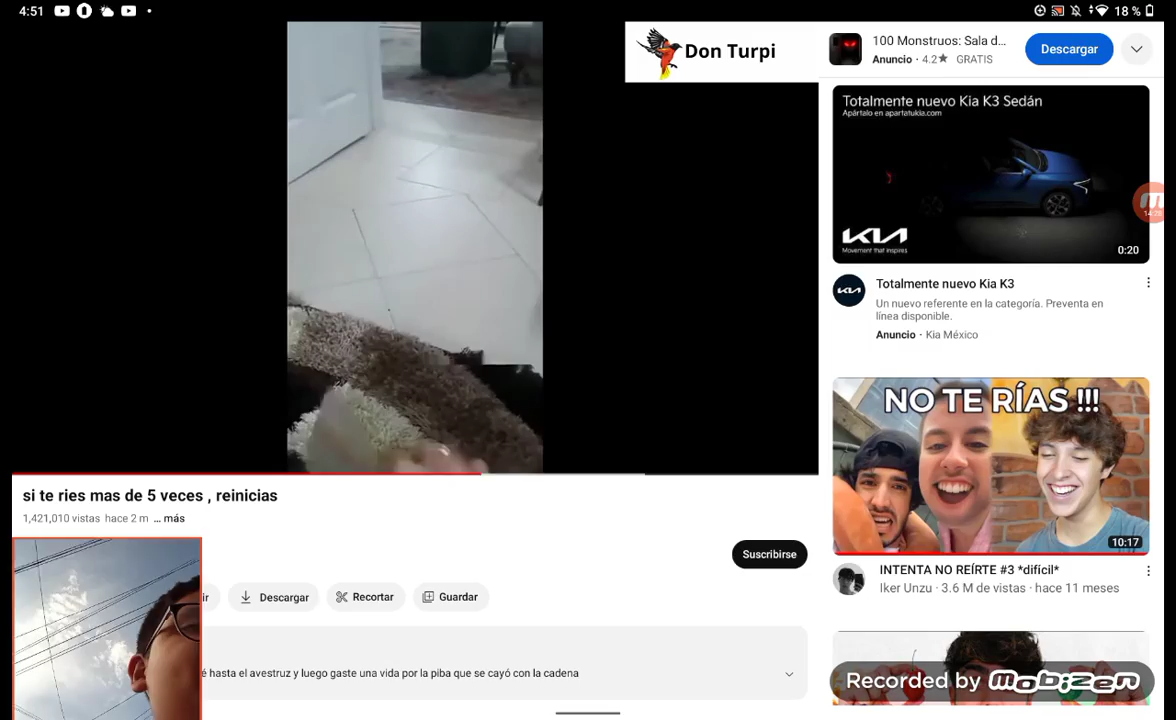 4:51
18 %
Don Turpi
100 Monstruos: Sala d...
Anuncio · 4.2★ GRATIS
Descargar
Totalmente nuevo Kia K3 Sedán
Apártalo en apartatukia.com
KIA
Movement that inspires
0:20
14:28
Totalmente nuevo Kia K3
Un nuevo referente en la categoría. Preventa en
línea disponible.
Anuncio · Kia México
si te ries mas de 5 veces , reinicias
1,421,010 vistas hace 2 m ... más
Suscribirse
ir
Descargar
Recortar
Guardar
é hasta el avestruz y luego gaste una vida por la piba que se cayó con la cadena
NO TE RÍAS !!!
10:17
INTENTA NO REÍRTE #3 *difícil*
Iker Unzu · 3.6 M de vistas · hace 11 meses
Recorded by mobizen